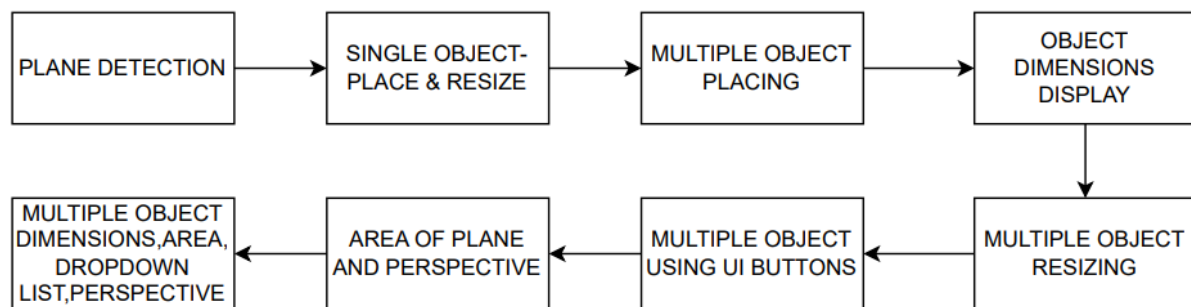 PLANE DETECTION
SINGLE OBJECT-
PLACE & RESIZE
MULTIPLE OBJECT
PLACING
OBJECT
DIMENSIONS
DISPLAY
MULTIPLE OBJECT
RESIZING
MULTIPLE OBJECT
USING UI BUTTONS
AREA OF PLANE
AND PERSPECTIVE
MULTIPLE OBJECT
DIMENSIONS,AREA,
DROPDOWN
LIST,PERSPECTIVE